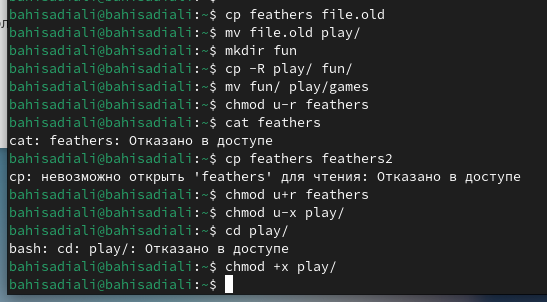 bahisadiali@bahisadiali:~$ cp feathers file.old
bahisadiali@bahisadiali:~$ mv file.old play/
bahisadiali@bahisadiali:~$ mkdir fun
bahisadiali@bahisadiali:~$ cp -R play/ fun/
bahisadiali@bahisadiali:~$ mv fun/ play/games
bahisadiali@bahisadiali:~$ chmod u-r feathers
bahisadiali@bahisadiali:~$ cat feathers
cat: feathers: Отказано в доступе
bahisadiali@bahisadiali:~$ cp feathers feathers2
cp: невозможно открыть 'feathers' для чтения: Отказано в доступе
bahisadiali@bahisadiali:~$ chmod u+r feathers
bahisadiali@bahisadiali:~$ chmod u-x play/
bahisadiali@bahisadiali:~$ cd play/
bash: cd: play/: Отказано в доступе
bahisadiali@bahisadiali:~$ chmod +x play/
bahisadiali@bahisadiali:~$